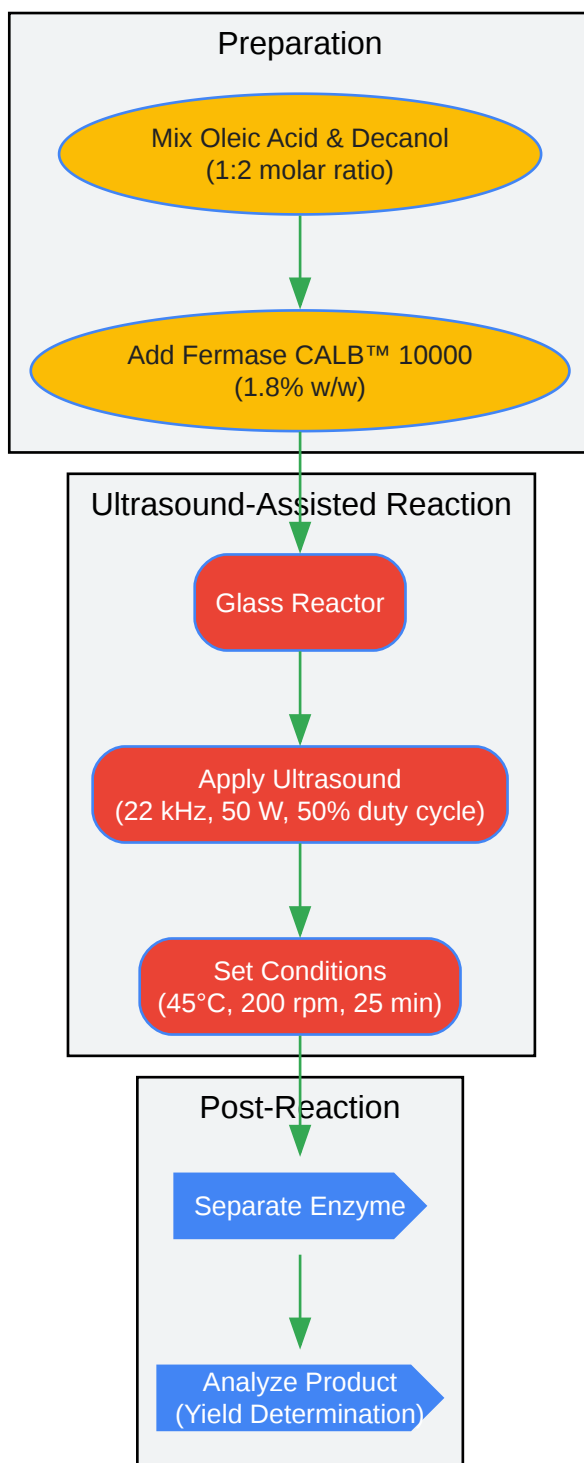 Preparation
Mix Oleic Acid & Decanol
(1:2 molar ratio)
Add Fermase CALB™ 10000
(1.8% w/w)
Ultrasound-Assisted Reaction
Glass Reactor
Apply Ultrasound
(22 kHz, 50 W, 50% duty cycle)
Set Conditions
(45°C, 200 rpm, 25 min)
Post-Reaction
Separate Enzyme
Analyze Product
(Yield Determination)